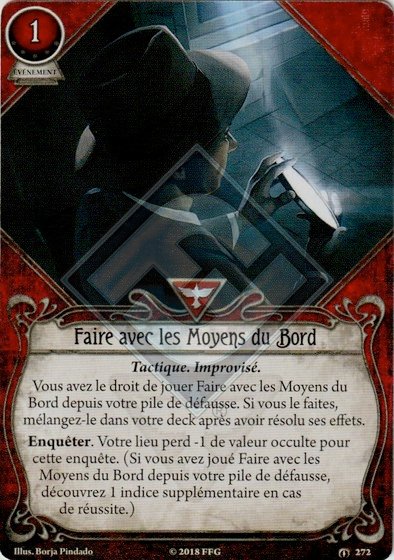 1
ÉVÉNEMENT
Faire avec les Moyens du Bord
Tactique. Improvisé.
Vous avez le droit de jouer Faire avec les Moyens du
Bord depuis votre pile de défausse. Si vous le faites,
mélangez-le dans votre deck après avoir résolu ses effets.
Enquêter. Votre lieu perd -1 de valeur occulte pour
cette enquête. (Si vous avez joué Faire avec les
Moyens du Bord depuis votre pile de défausse,
découvrez 1 indice supplémentaire en cas
de réussite.)
Illus. Borja Pindado
© 2018 FFG
272